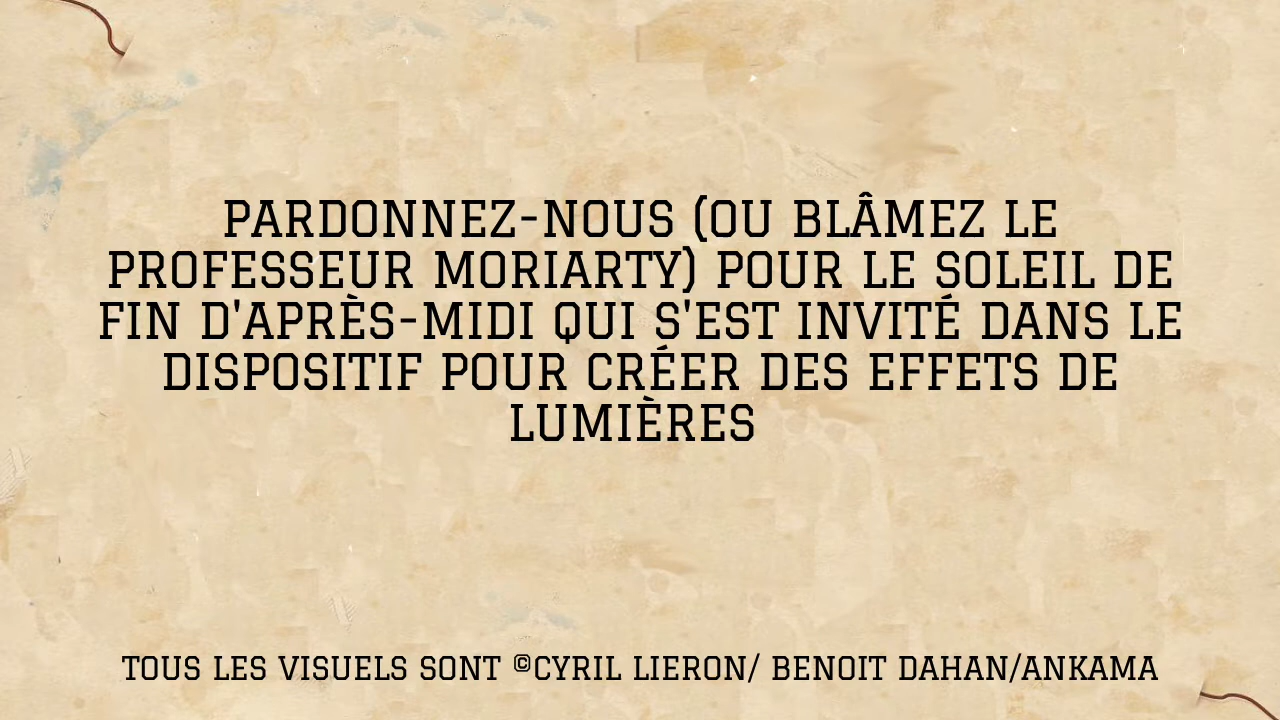 PARDONNEZ-NOUS (OU BLÂMEZ LE
PROFESSEUR MORIARTY) POUR LE SOLEIL DE
FIN D'APRÈS-MIDI QUI S'EST INVITÉ DANS LE
DISPOSITIF POUR CRÉER DES EFFETS DE
LUMIÈRES
TOUS LES VISUELS SONT ©CYRIL LIERON/ BENOIT DAHAN/ANKAMA